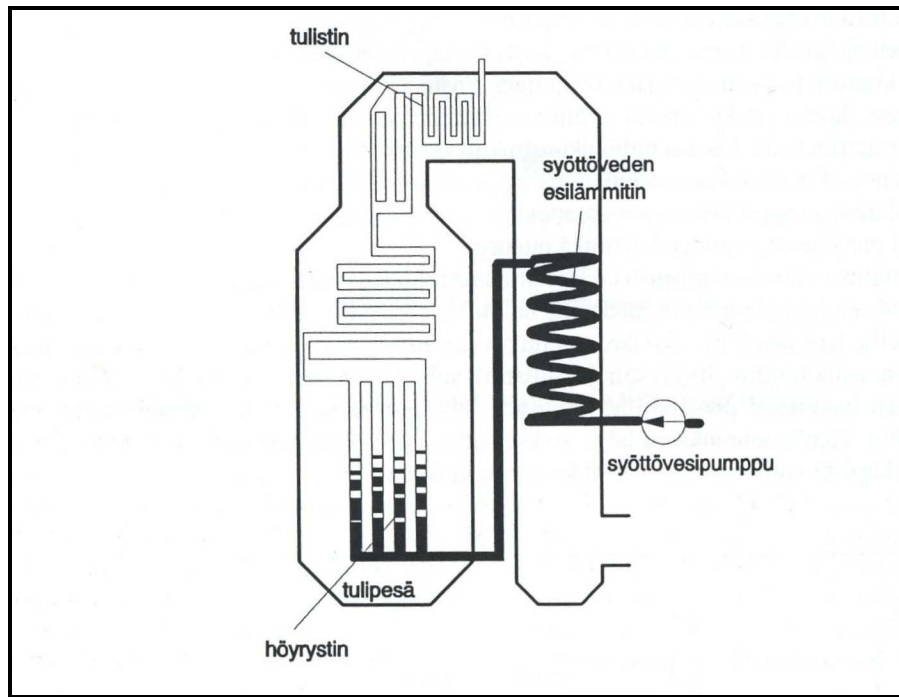 tulistin
syöttöveden
esilämmitin
syöttövesipumppu
tulipesä
höyrystin